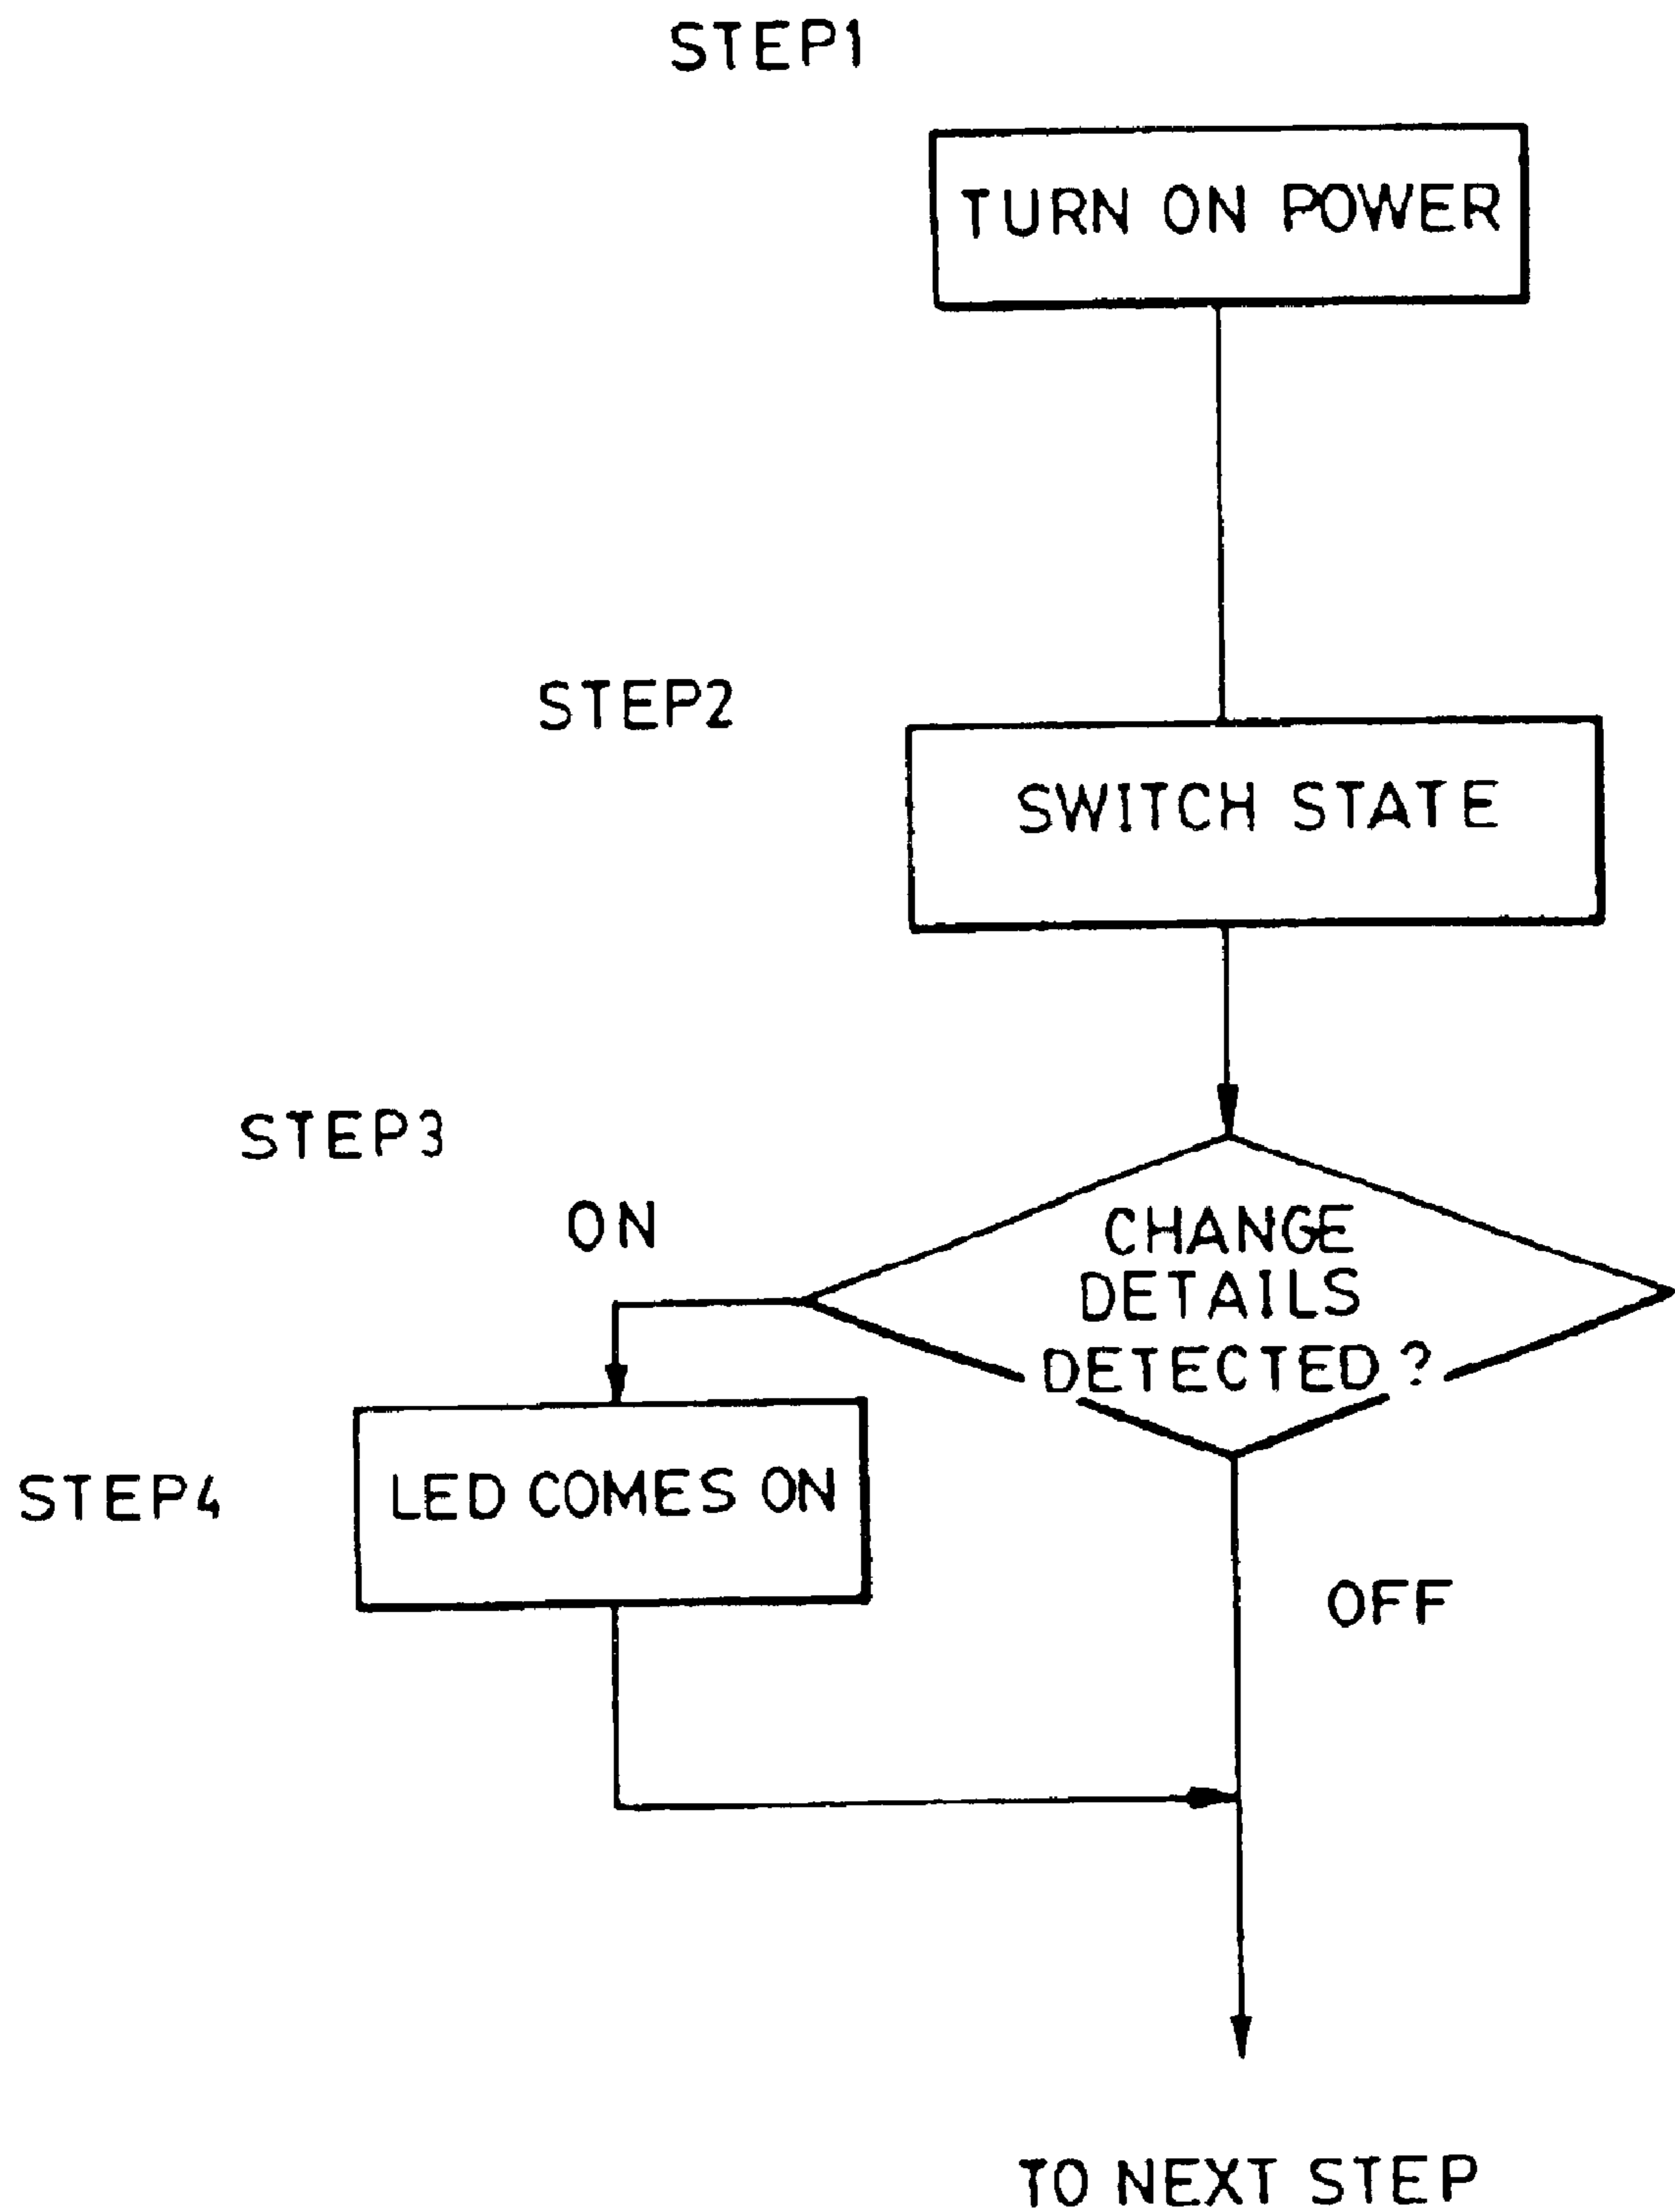 STEP1
TURN ON POWER
STEP2
SWITCH STATE
STEP3
ON
CHANGE
DETAILS
DETECTED ?
STEP4
LED COMES ON
OFF
TO NEXT STEP